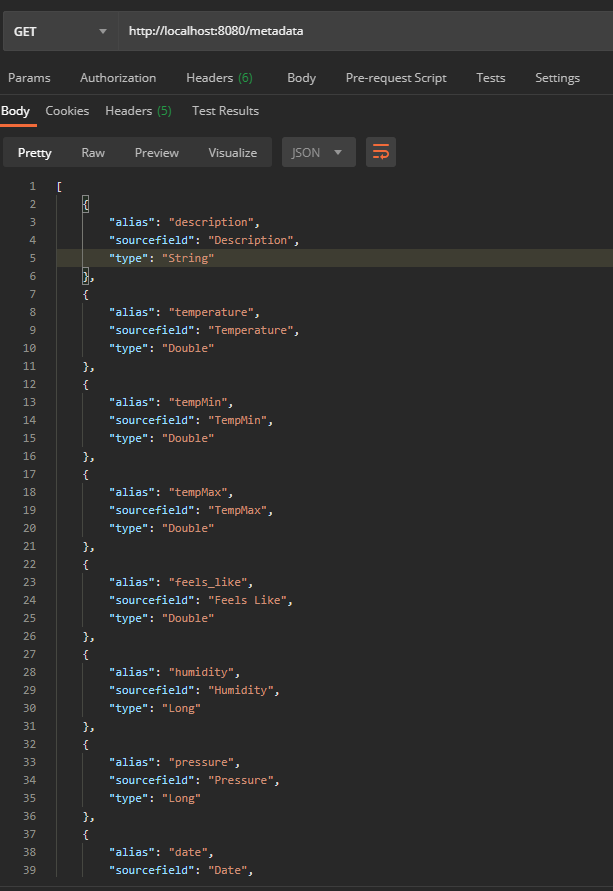 GET http://localhost:8080/metadata
Params Authorization Headers (6) Body Pre-request Script Tests Settings
Body Cookies Headers (5) Test Results
Pretty Raw Preview Visualize JSON
1 [
2 {
3 "alias": "description",
4 "sourcefield": "Description",
5 "type": "String"
6 },
7 {
8 "alias": "temperature",
9 "sourcefield": "Temperature",
10 "type": "Double"
11 },
12 {
13 "alias": "tempMin",
14 "sourcefield": "TempMin",
15 "type": "Double"
16 },
17 {
18 "alias": "tempMax",
19 "sourcefield": "TempMax",
20 "type": "Double"
21 },
22 {
23 "alias": "feels_like",
24 "sourcefield": "Feels Like",
25 "type": "Double"
26 },
27 {
28 "alias": "humidity",
29 "sourcefield": "Humidity",
30 "type": "Long"
31 },
32 {
33 "alias": "pressure",
34 "sourcefield": "Pressure",
35 "type": "Long"
36 },
37 {
38 "alias": "date",
39 "sourcefield": "Date",